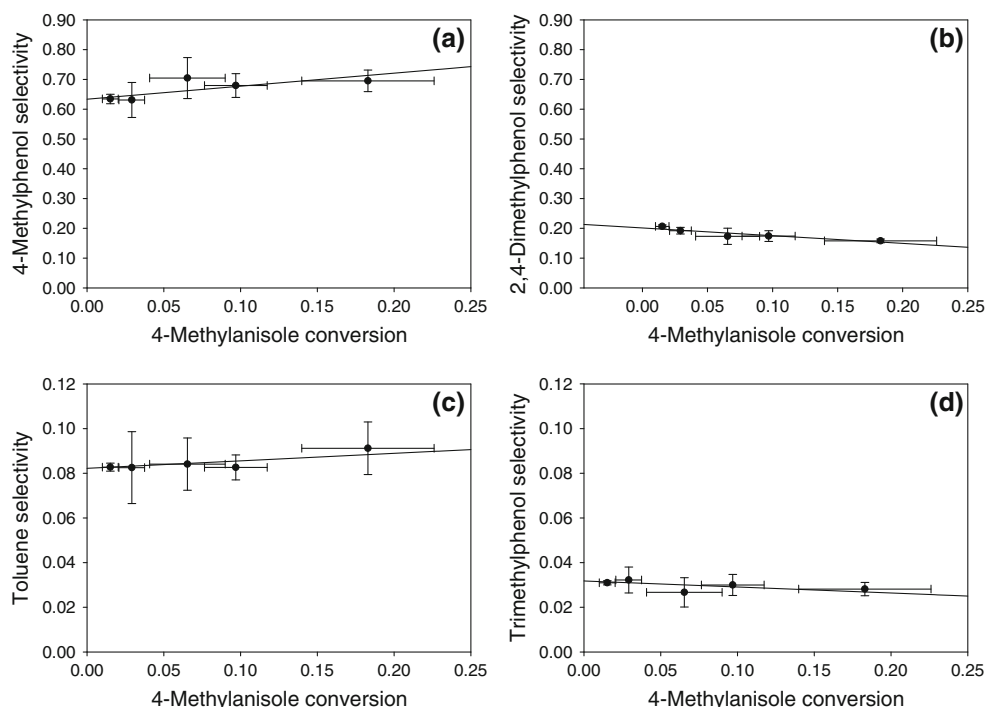 (a)
4-Methylphenol selectivity
0.90
0.80
0.70
0.60
0.50
0.40
0.30
0.20
0.10
0.00
0.00 0.05 0.10 0.15 0.20 0.25
4-Methylanisole conversion
(b)
2,4-Dimethylphenol selectivity
0.90
0.80
0.70
0.60
0.50
0.40
0.30
0.20
0.10
0.00
0.00 0.05 0.10 0.15 0.20 0.25
4-Methylanisole conversion
(c)
Toluene selectivity
0.12
0.10
0.08
0.06
0.04
0.02
0.00
0.00 0.05 0.10 0.15 0.20 0.25
4-Methylanisole conversion
(d)
Trimethylphenol selectivity
0.12
0.10
0.08
0.06
0.04
0.02
0.00
0.00 0.05 0.10 0.15 0.20 0.25
4-Methylanisole conversion